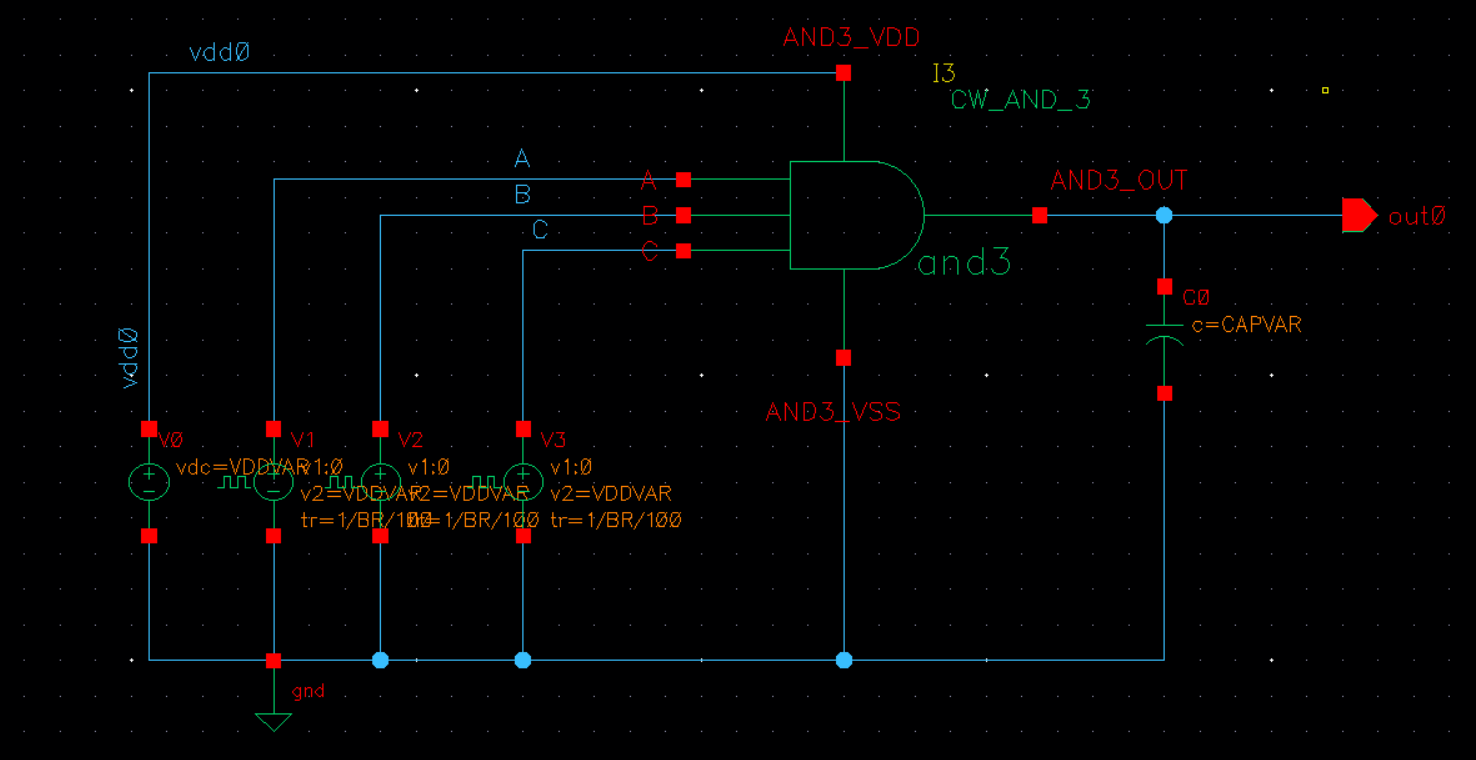 AND3_VDD
vdd0
I3
CW_AND_3
A
A
B
B
C
C
AND3_OUT
out0
and3
C0
c=CAPVAR
vdd0
AND3_VSS
V0
vdc=VDDVAR
V1
v1:0
v2=VDDVAR
tr=1/BR/100
V2
v1:0
v2=VDDVAR
tr=1/BR/100
V3
v1:0
v2=VDDVAR
tr=1/BR/100
gnd